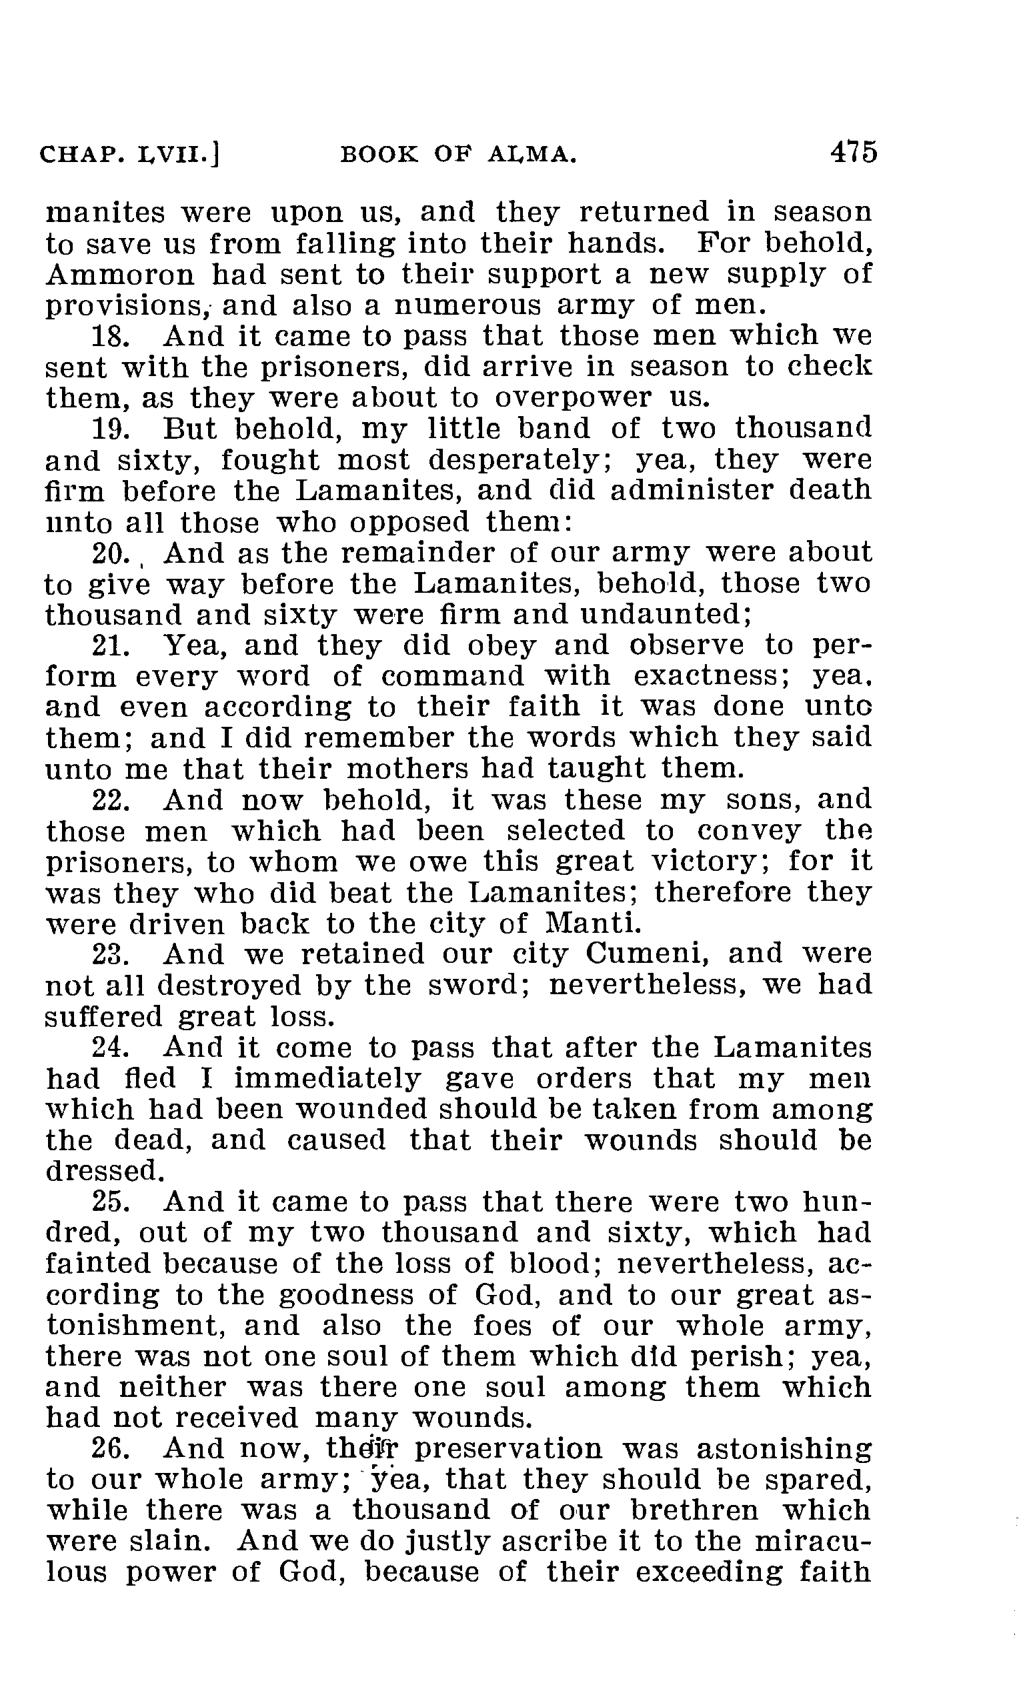 CHAP. LVII.] BOOK OF ALMA. 475
manites were upon us, and they returned in season
to save us from falling into their hands. For behold,
Ammoron had sent to their support a new supply of
provisions, and also a numerous army of men.
18. And it came to pass that those men which we
sent with the prisoners, did arrive in season to check
them, as they were about to overpower us.
19. But behold, my little band of two thousand
and sixty, fought most desperately; yea, they were
firm before the Lamanites, and did administer death
unto all those who opposed them:
20. And as the remainder of our army were about
to give way before the Lamanites, behold, those two
thousand and sixty were firm and undaunted;
21. Yea, and they did obey and observe to per-
form every word of command with exactness; yea.
and even according to their faith it was done unto
them; and I did remember the words which they said
unto me that their mothers had taught them.
22. And now behold, it was these my sons, and
those men which had been selected to convey the
prisoners, to whom we owe this great victory; for it
was they who did beat the Lamanites; therefore they
were driven back to the city of Manti.
23. And we retained our city Cumeni, and were
not all destroyed by the sword; nevertheless, we had
suffered great loss.
24. And it come to pass that after the Lamanites
had fled I immediately gave orders that my men
which had been wounded should be taken from among
the dead, and caused that their wounds should be
dressed.
25. And it came to pass that there were two hun-
dred, out of my two thousand and sixty, which had
fainted because of the loss of blood; nevertheless, ac-
cording to the goodness of God, and to our great as-
tonishment, and also the foes of our whole army,
there was not one soul of them which did perish; yea,
and neither was there one soul among them which
had not received many wounds.
26. And now, their preservation was astonishing
to our whole army; yea, that they should be spared,
while there was a thousand of our brethren which
were slain. And we do justly ascribe it to the miracu-
lous power of God, because of their exceeding faith